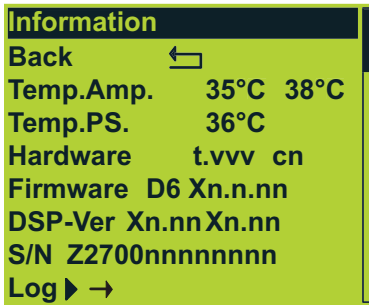 Information
Back
Temp.Amp. 35°C 38°C
Temp.PS. 36°C
Hardware t.vvv cn
Firmware D6 Xn.n.nn
DSP-Ver Xn.nn Xn.nn
S/N Z2700nnnnnnnn
Log